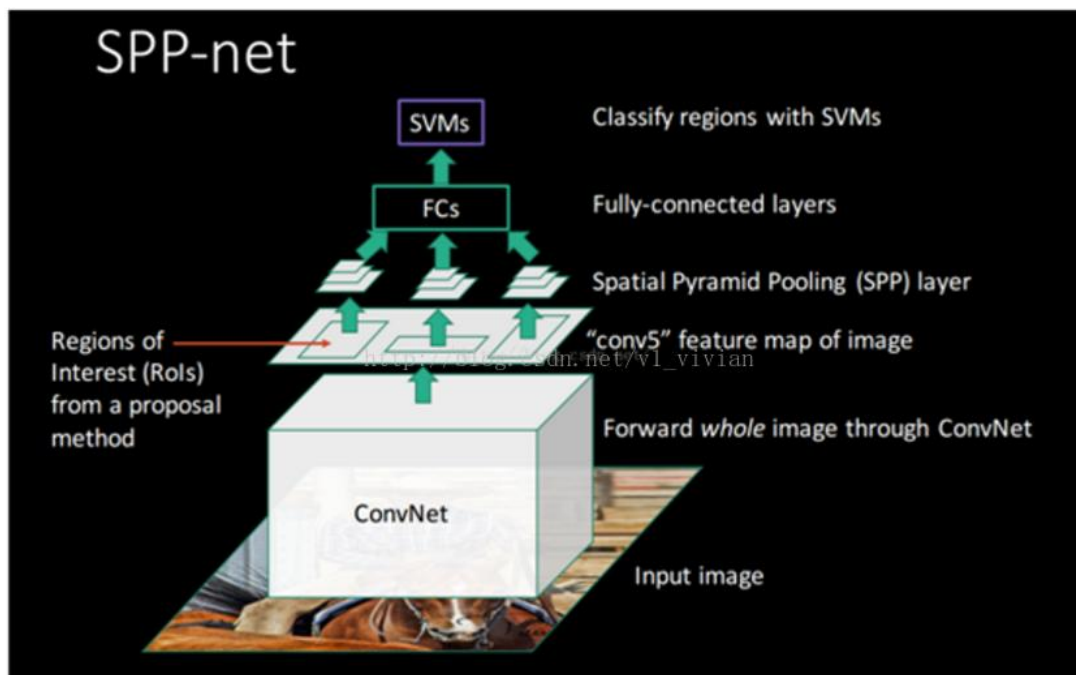 SPP-net
SVMs
Classify regions with SVMs
FCs
Fully-connected layers
Spatial Pyramid Pooling (SPP) layer
Regions of
Interest (RoIs)
from a proposal
method
"conv5" feature map of image
Forward whole image through ConvNet
ConvNet
Input image